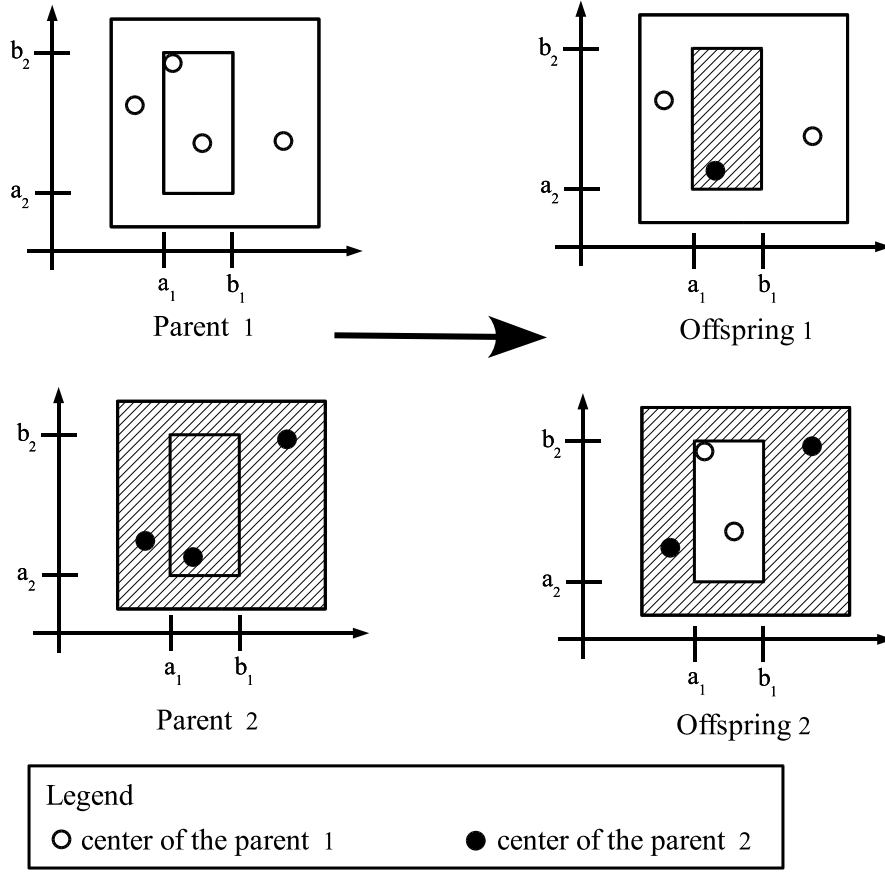 b₂
a₂
a₁ b₁
Parent 1
b₂
a₂
a₁ b₁
Offspring 1
b₂
a₂
a₁ b₁
Parent 2
b₂
a₂
a₁ b₁
Offspring 2
Legend
center of the parent 1 center of the parent 2